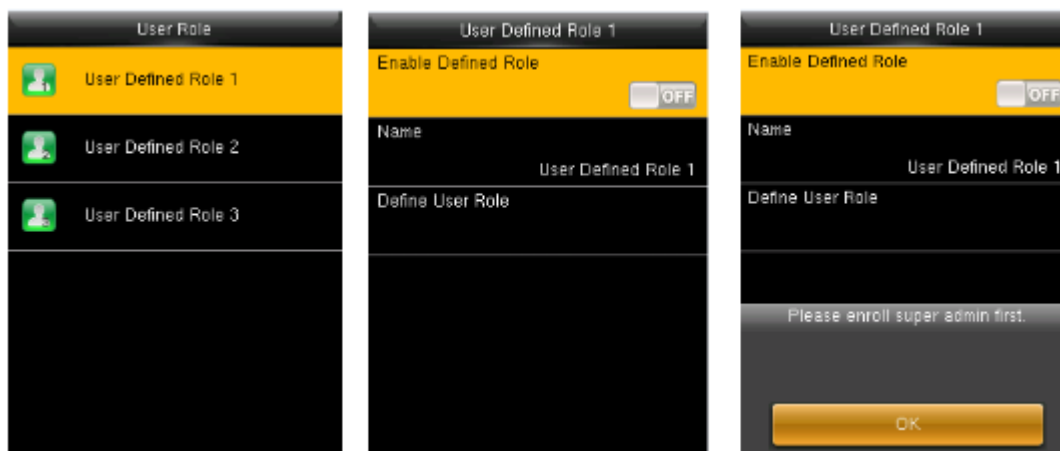 User Role
User Defined Role 1
User Defined Role 2
User Defined Role 3
User Defined Role 1
Enable Defined Role
OFF
Name
User Defined Role 1
Define User Role
User Defined Role 1
Enable Defined Role
OFF
Name
User Defined Role 1
Define User Role
Please enroll super admin first.
OK